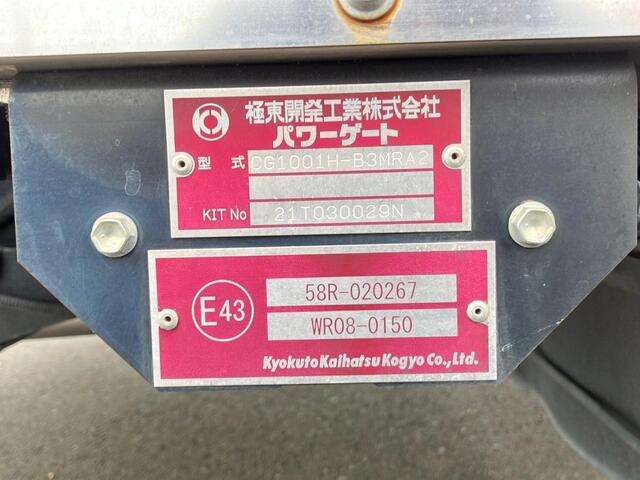 極東開発工業株式会社
パワーゲート
型式 CG1001H-B3MRA2
KIT No 21T030029N
E43
58R-020267
WR08-0150
Kyokuto Kaihatsu Kogyo Co.,Ltd.